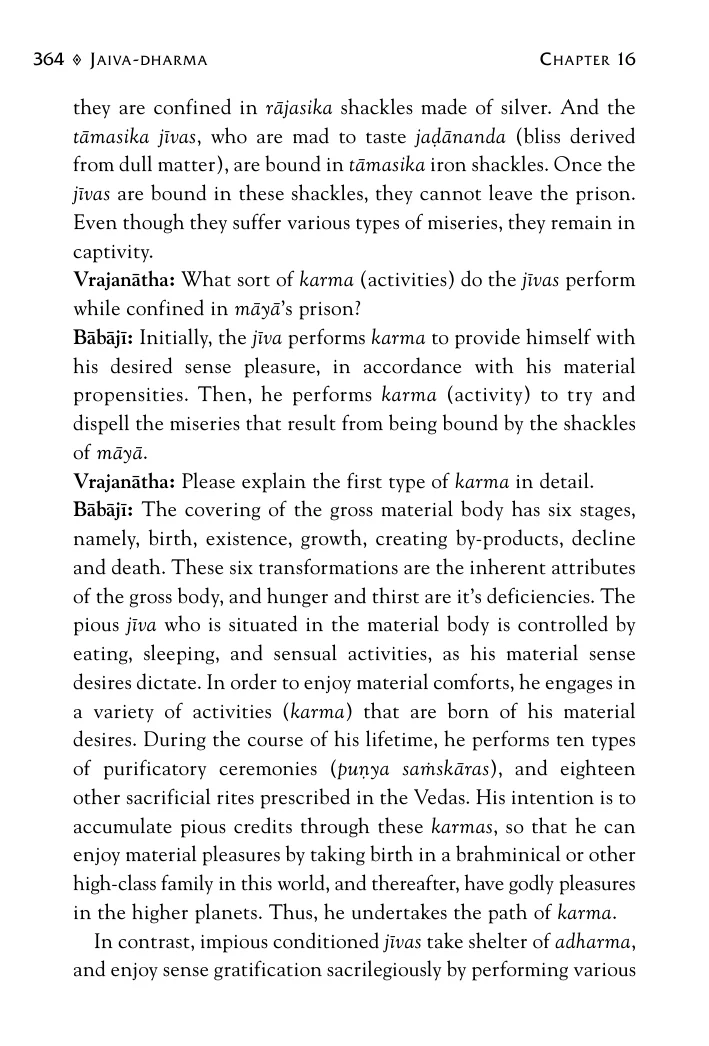 364 ◊ JAIVA-DHARMA CHAPTER 16
they are confined in rājasika shackles made of silver. And the
tāmasika jīvas, who are mad to taste jaḍānanda (bliss derived
from dull matter), are bound in tāmasika iron shackles. Once the
jīvas are bound in these shackles, they cannot leave the prison.
Even though they suffer various types of miseries, they remain in
captivity.
Vrajanātha: What sort of karma (activities) do the jīvas perform
while confined in māyā's prison?
Bābājī: Initially, the jīva performs karma to provide himself with
his desired sense pleasure, in accordance with his material
propensities. Then, he performs karma (activity) to try and
dispell the miseries that result from being bound by the shackles
of māyā.
Vrajanātha: Please explain the first type of karma in detail.
Bābājī: The covering of the gross material body has six stages,
namely, birth, existence, growth, creating by-products, decline
and death. These six transformations are the inherent attributes
of the gross body, and hunger and thirst are it's deficiencies. The
pious jīva who is situated in the material body is controlled by
eating, sleeping, and sensual activities, as his material sense
desires dictate. In order to enjoy material comforts, he engages in
a variety of activities (karma) that are born of his material
desires. During the course of his lifetime, he performs ten types
of purificatory ceremonies (puṇya saṁskāras), and eighteen
other sacrificial rites prescribed in the Vedas. His intention is to
accumulate pious credits through these karmas, so that he can
enjoy material pleasures by taking birth in a brahminical or other
high-class family in this world, and thereafter, have godly pleasures
in the higher planets. Thus, he undertakes the path of karma.
In contrast, impious conditioned jīvas take shelter of adharma,
and enjoy sense gratification sacrilegiously by performing various